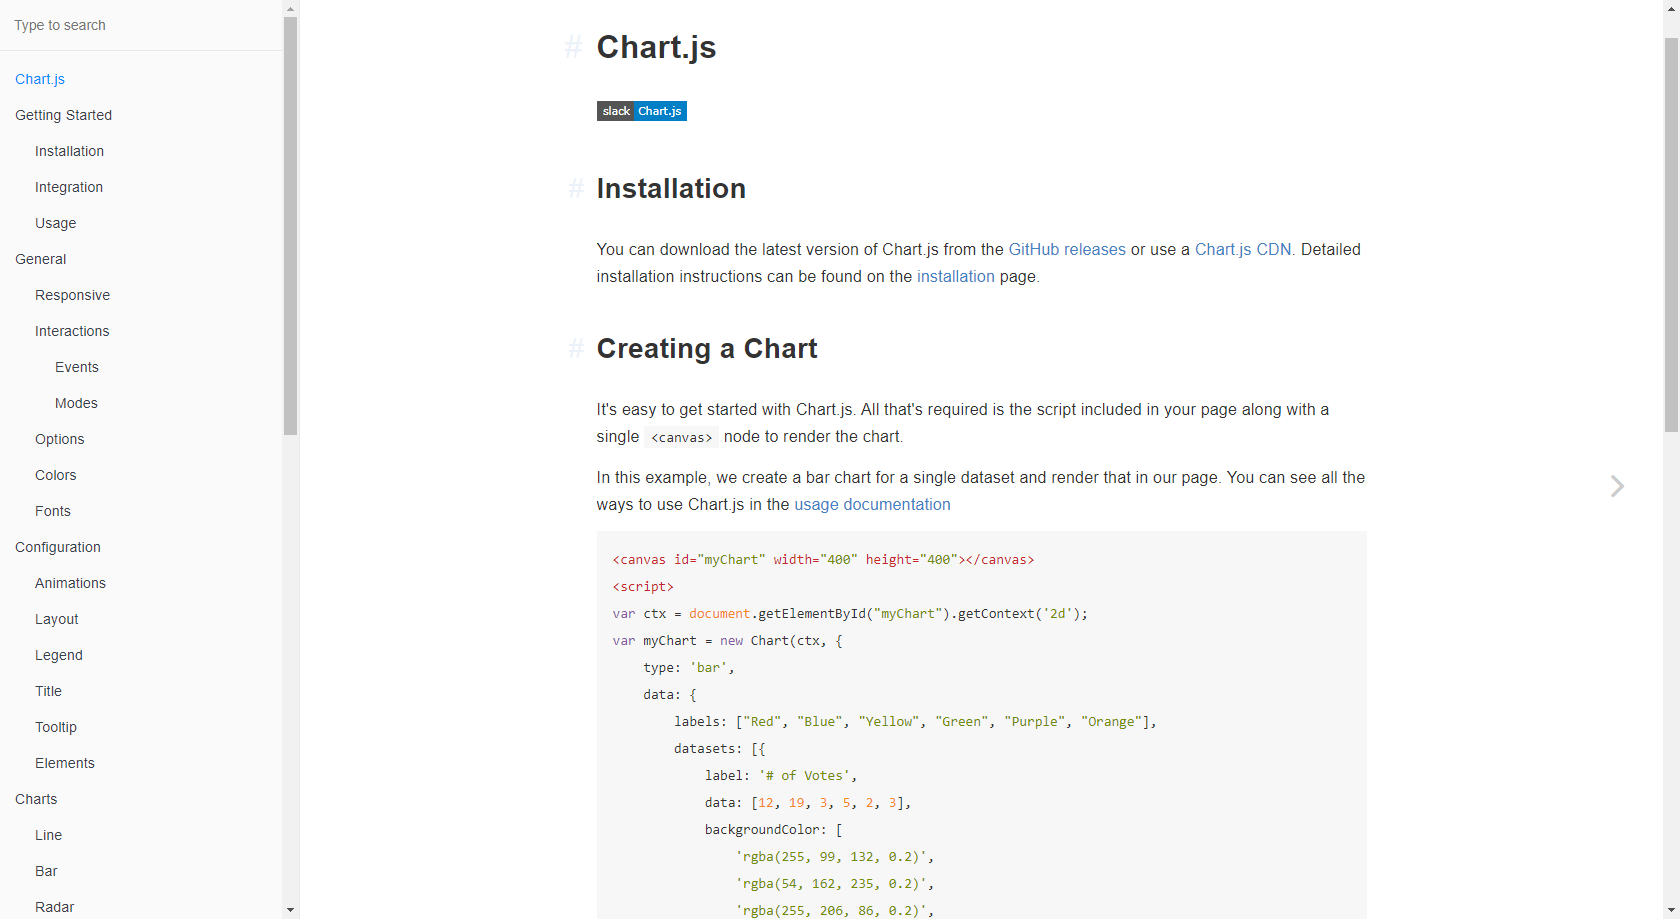 Type to search
Chart.js
Getting Started
Installation
Integration
Usage
General
Responsive
Interactions
Events
Modes
Options
Colors
Fonts
Configuration
Animations
Layout
Legend
Title
Tooltip
Elements
Charts
Line
Bar
Radar
# Chart.js
slack Chart.js
# Installation
You can download the latest version of Chart.js from the GitHub releases or use a Chart.js CDN. Detailed
installation instructions can be found on the installation page.
# Creating a Chart
It's easy to get started with Chart.js. All that's required is the script included in your page along with a
single <canvas> node to render the chart.
In this example, we create a bar chart for a single dataset and render that in our page. You can see all the
ways to use Chart.js in the usage documentation
<canvas id="myChart" width="400" height="400"></canvas>
<script>
var ctx = document.getElementById("myChart").getContext('2d');
var myChart = new Chart(ctx, {
    type: 'bar',
    data: {
        labels: ["Red", "Blue", "Yellow", "Green", "Purple", "Orange"],
        datasets: [{
            label: '# of Votes',
            data: [12, 19, 3, 5, 2, 3],
            backgroundColor: [
                'rgba(255, 99, 132, 0.2)',
                'rgba(54, 162, 235, 0.2)',
                'rgba(255, 206, 86, 0.2)',